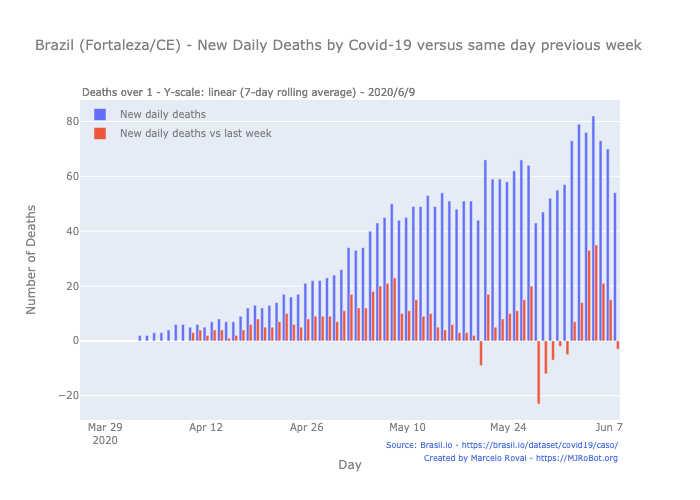 Brazil (Fortaleza/CE) - New Daily Deaths by Covid-19 versus same day previous week
Deaths over 1 - Y-scale: linear (7-day rolling average) - 2020/6/9
New daily deaths
New daily deaths vs last week
Number of Deaths
80
60
40
20
0
−20
Mar 29
2020
Apr 12
Apr 26
May 10
May 24
Jun 7
Day
Source: Brasil.io - https://brasil.io/dataset/covid19/caso/
Created by Marcelo Rovai - https://MJRoBot.org